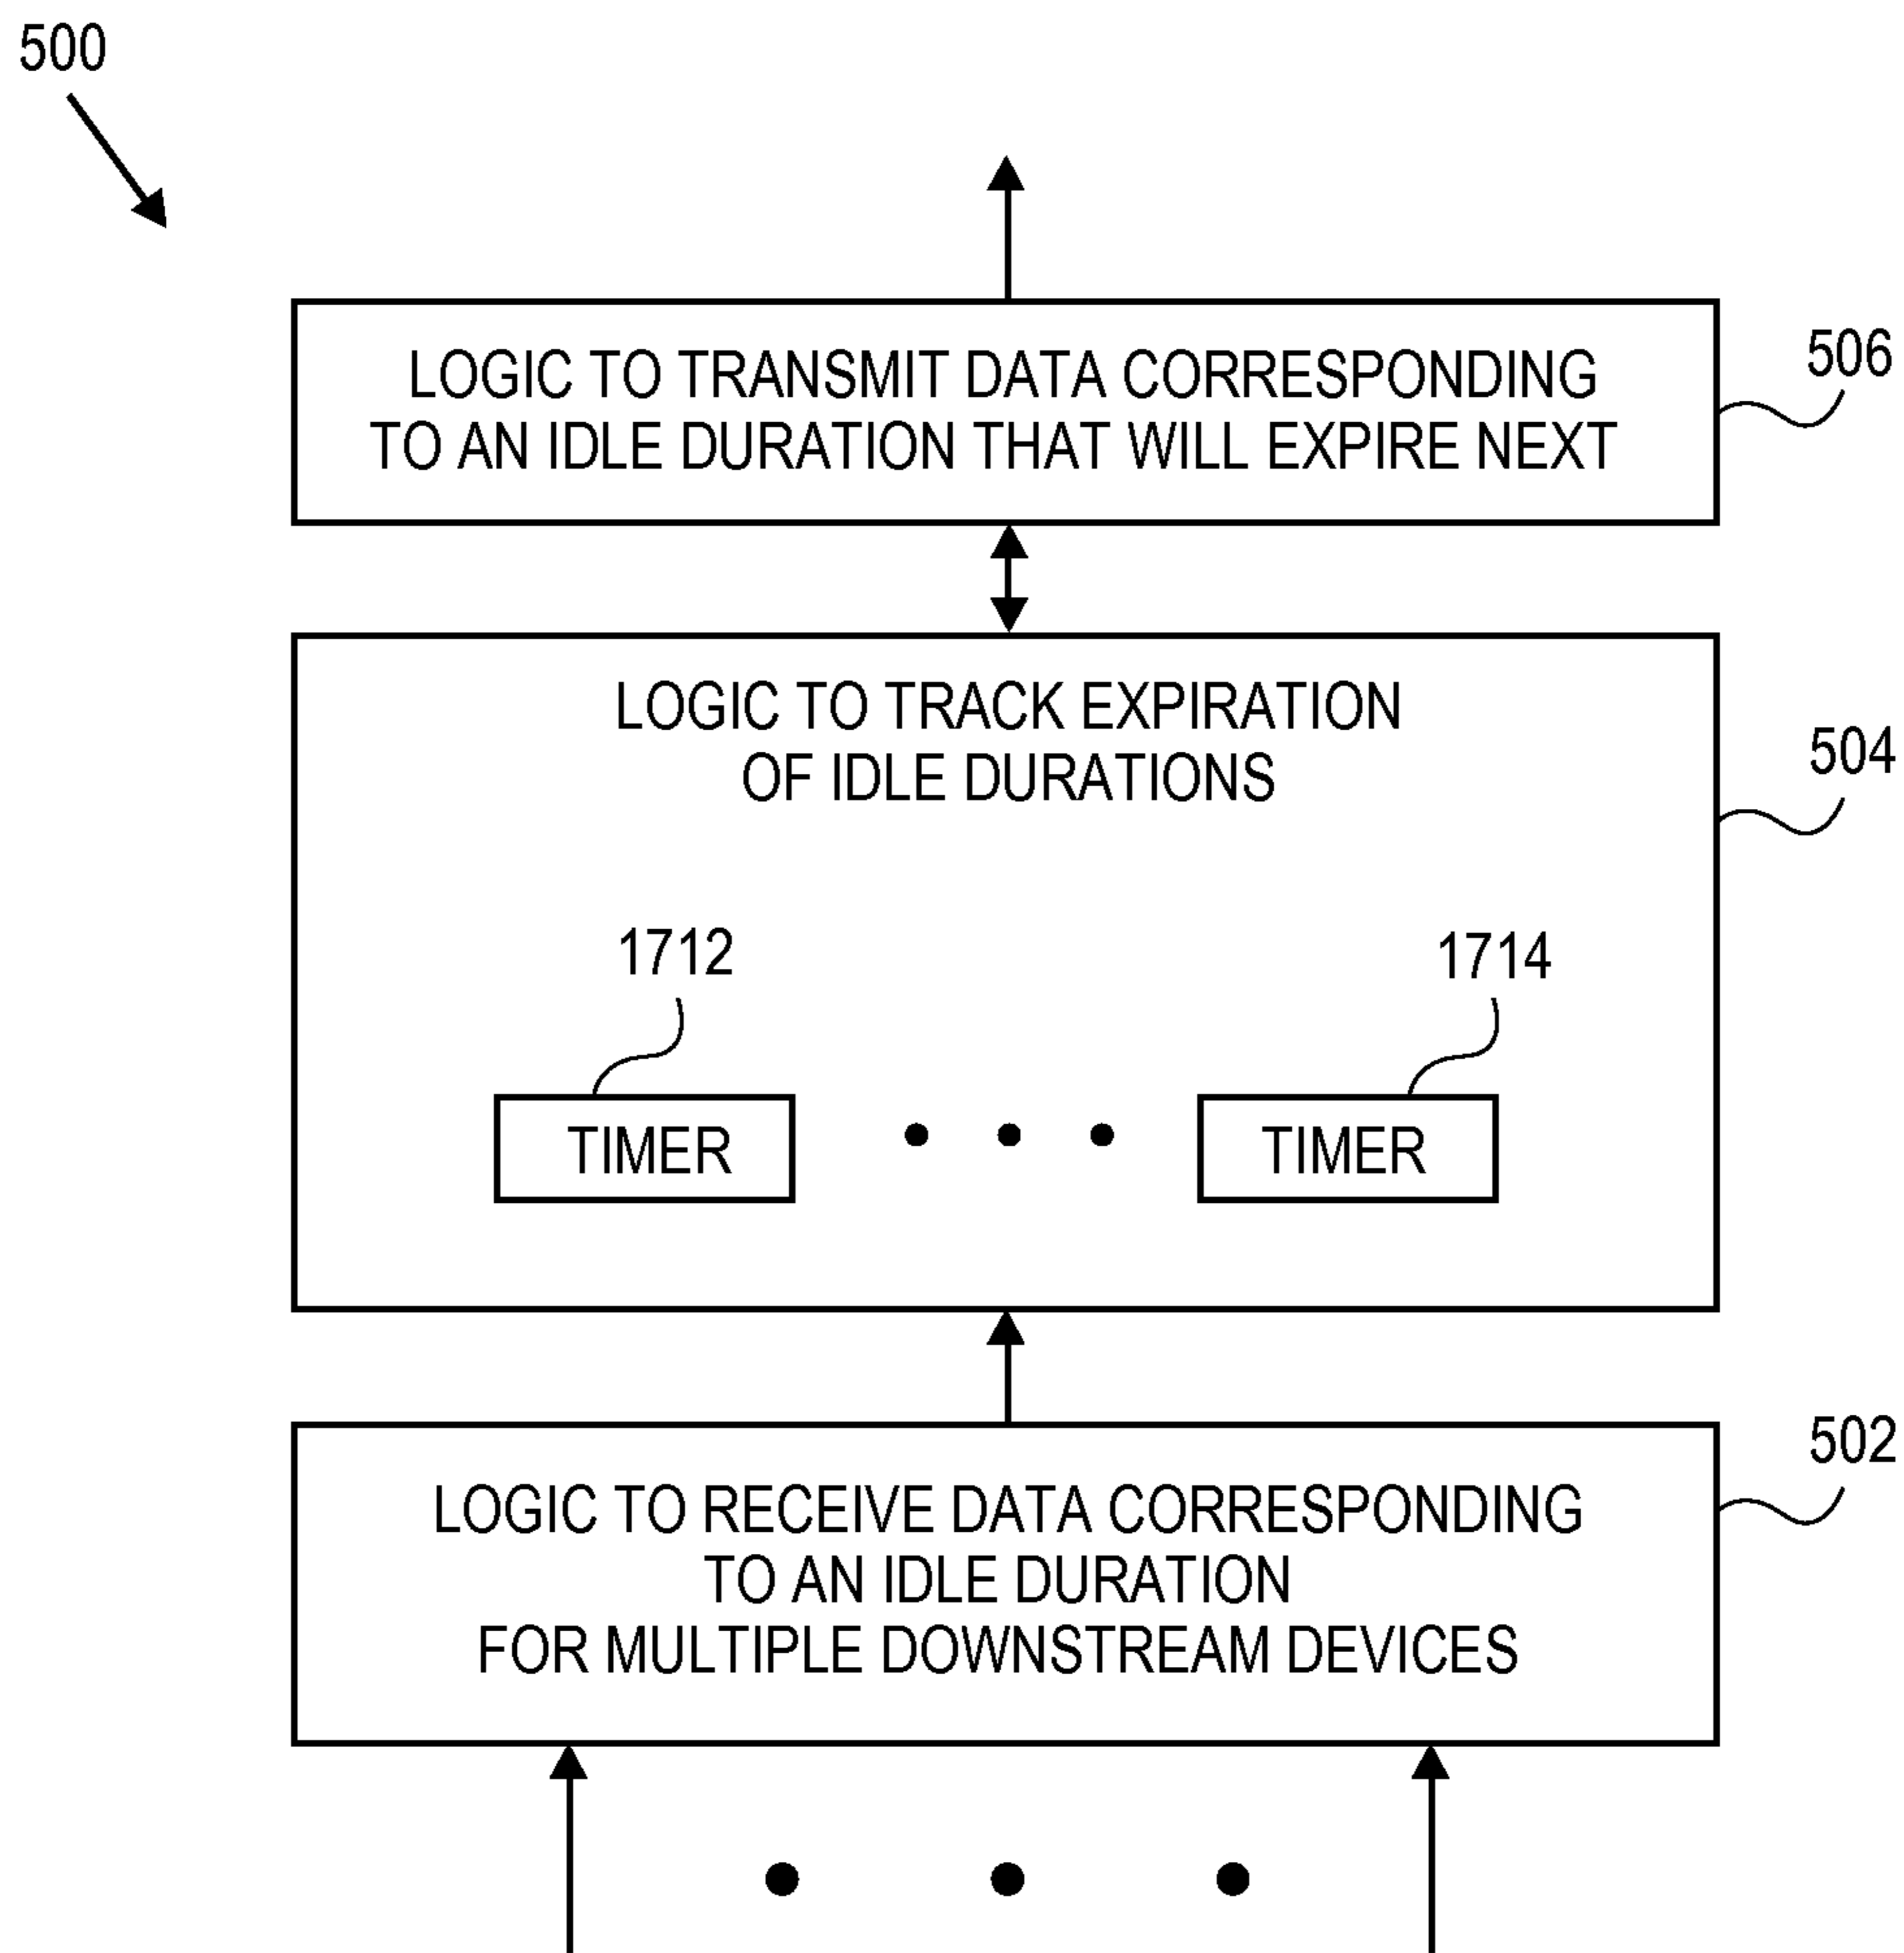 500
LOGIC TO TRANSMIT DATA CORRESPONDING
TO AN IDLE DURATION THAT WILL EXPIRE NEXT
506
LOGIC TO TRACK EXPIRATION
OF IDLE DURATIONS
504
1712
1714
TIMER
TIMER
502
LOGIC TO RECEIVE DATA CORRESPONDING
TO AN IDLE DURATION
FOR MULTIPLE DOWNSTREAM DEVICES